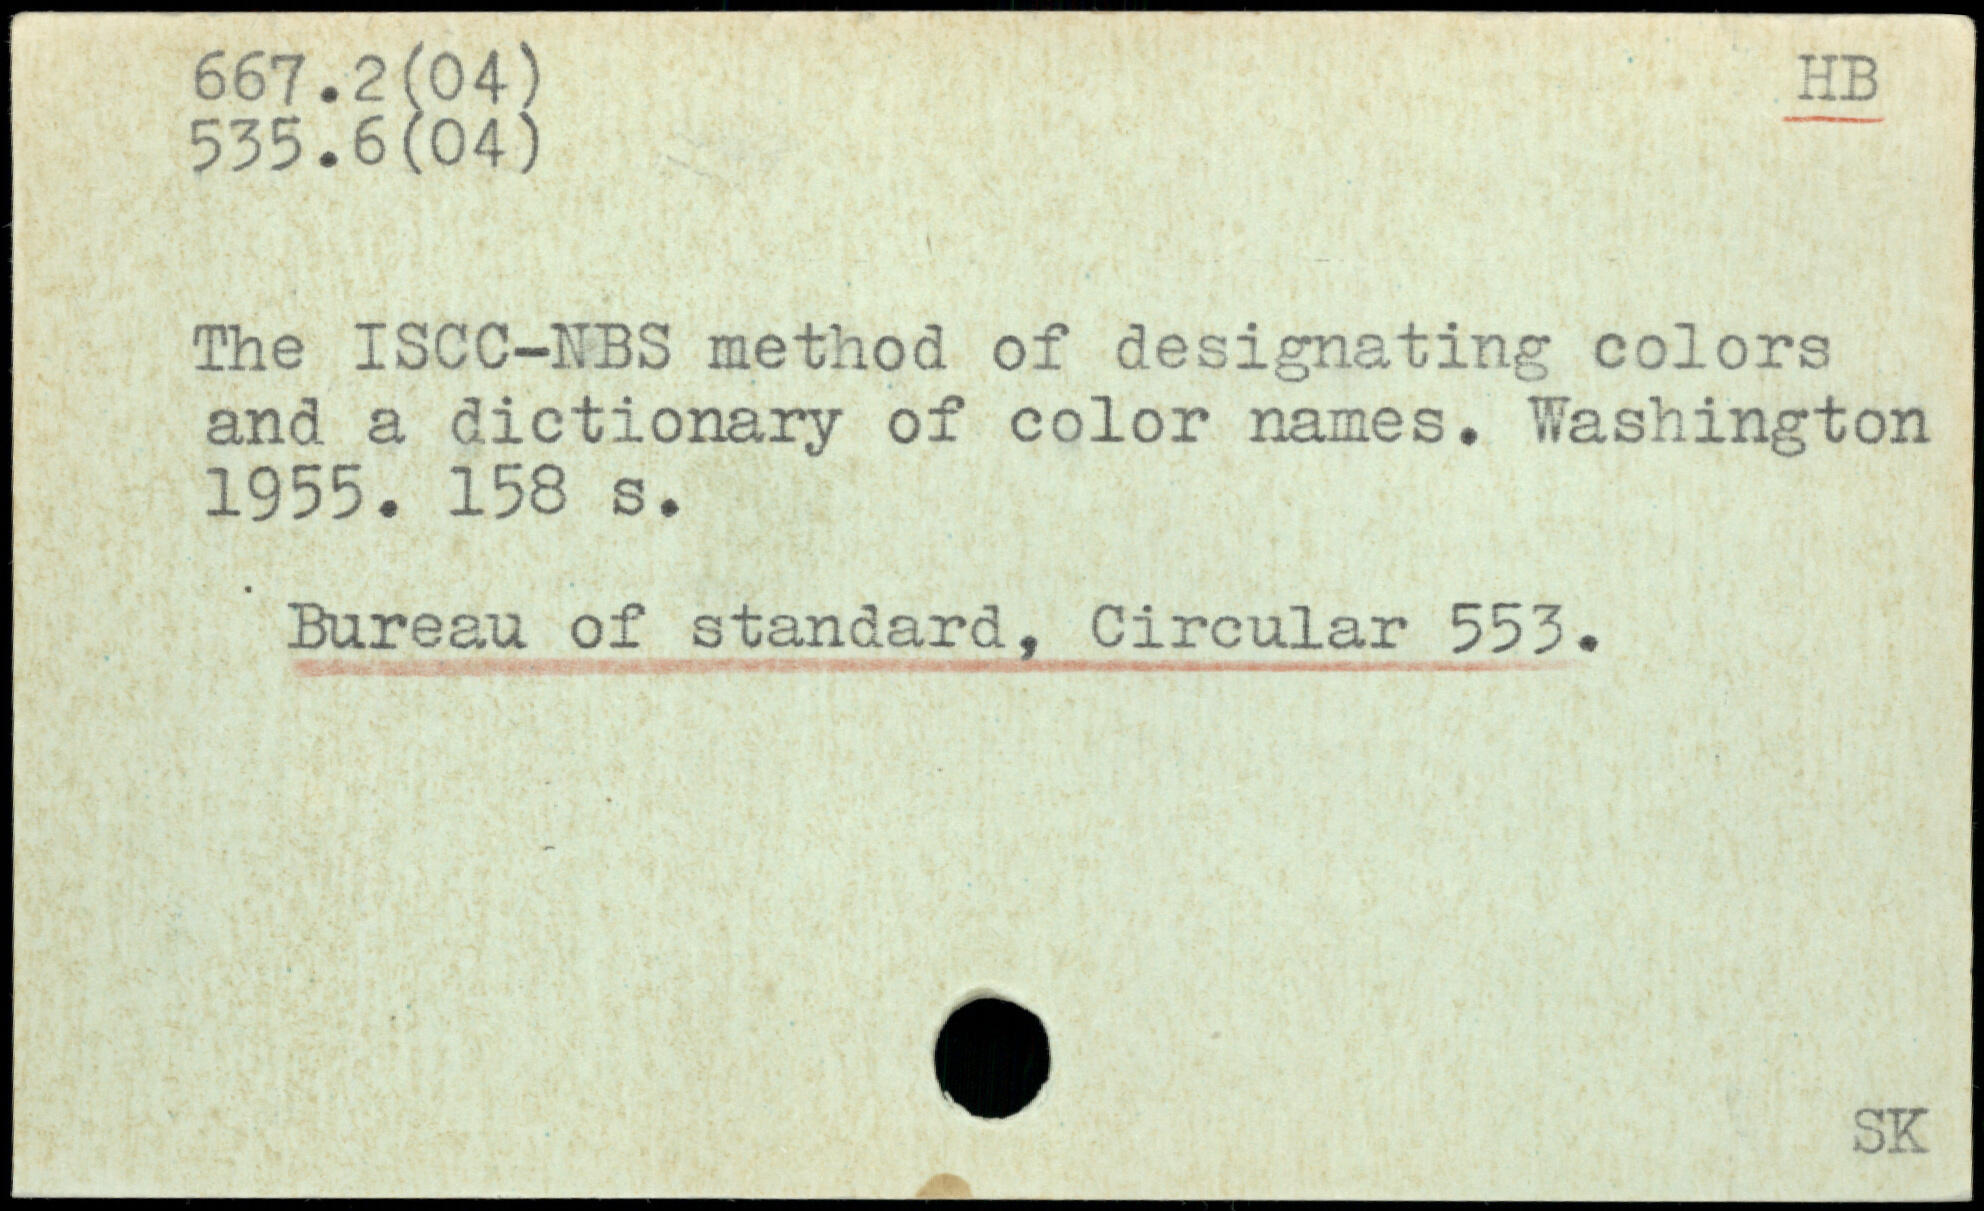 667.2(04) HB
535.6(04)
The ISCC-NBS method of designating colors
and a dictionary of color names. Washington
1955. 158 s.
Bureau of standard, Circular 553.
SK